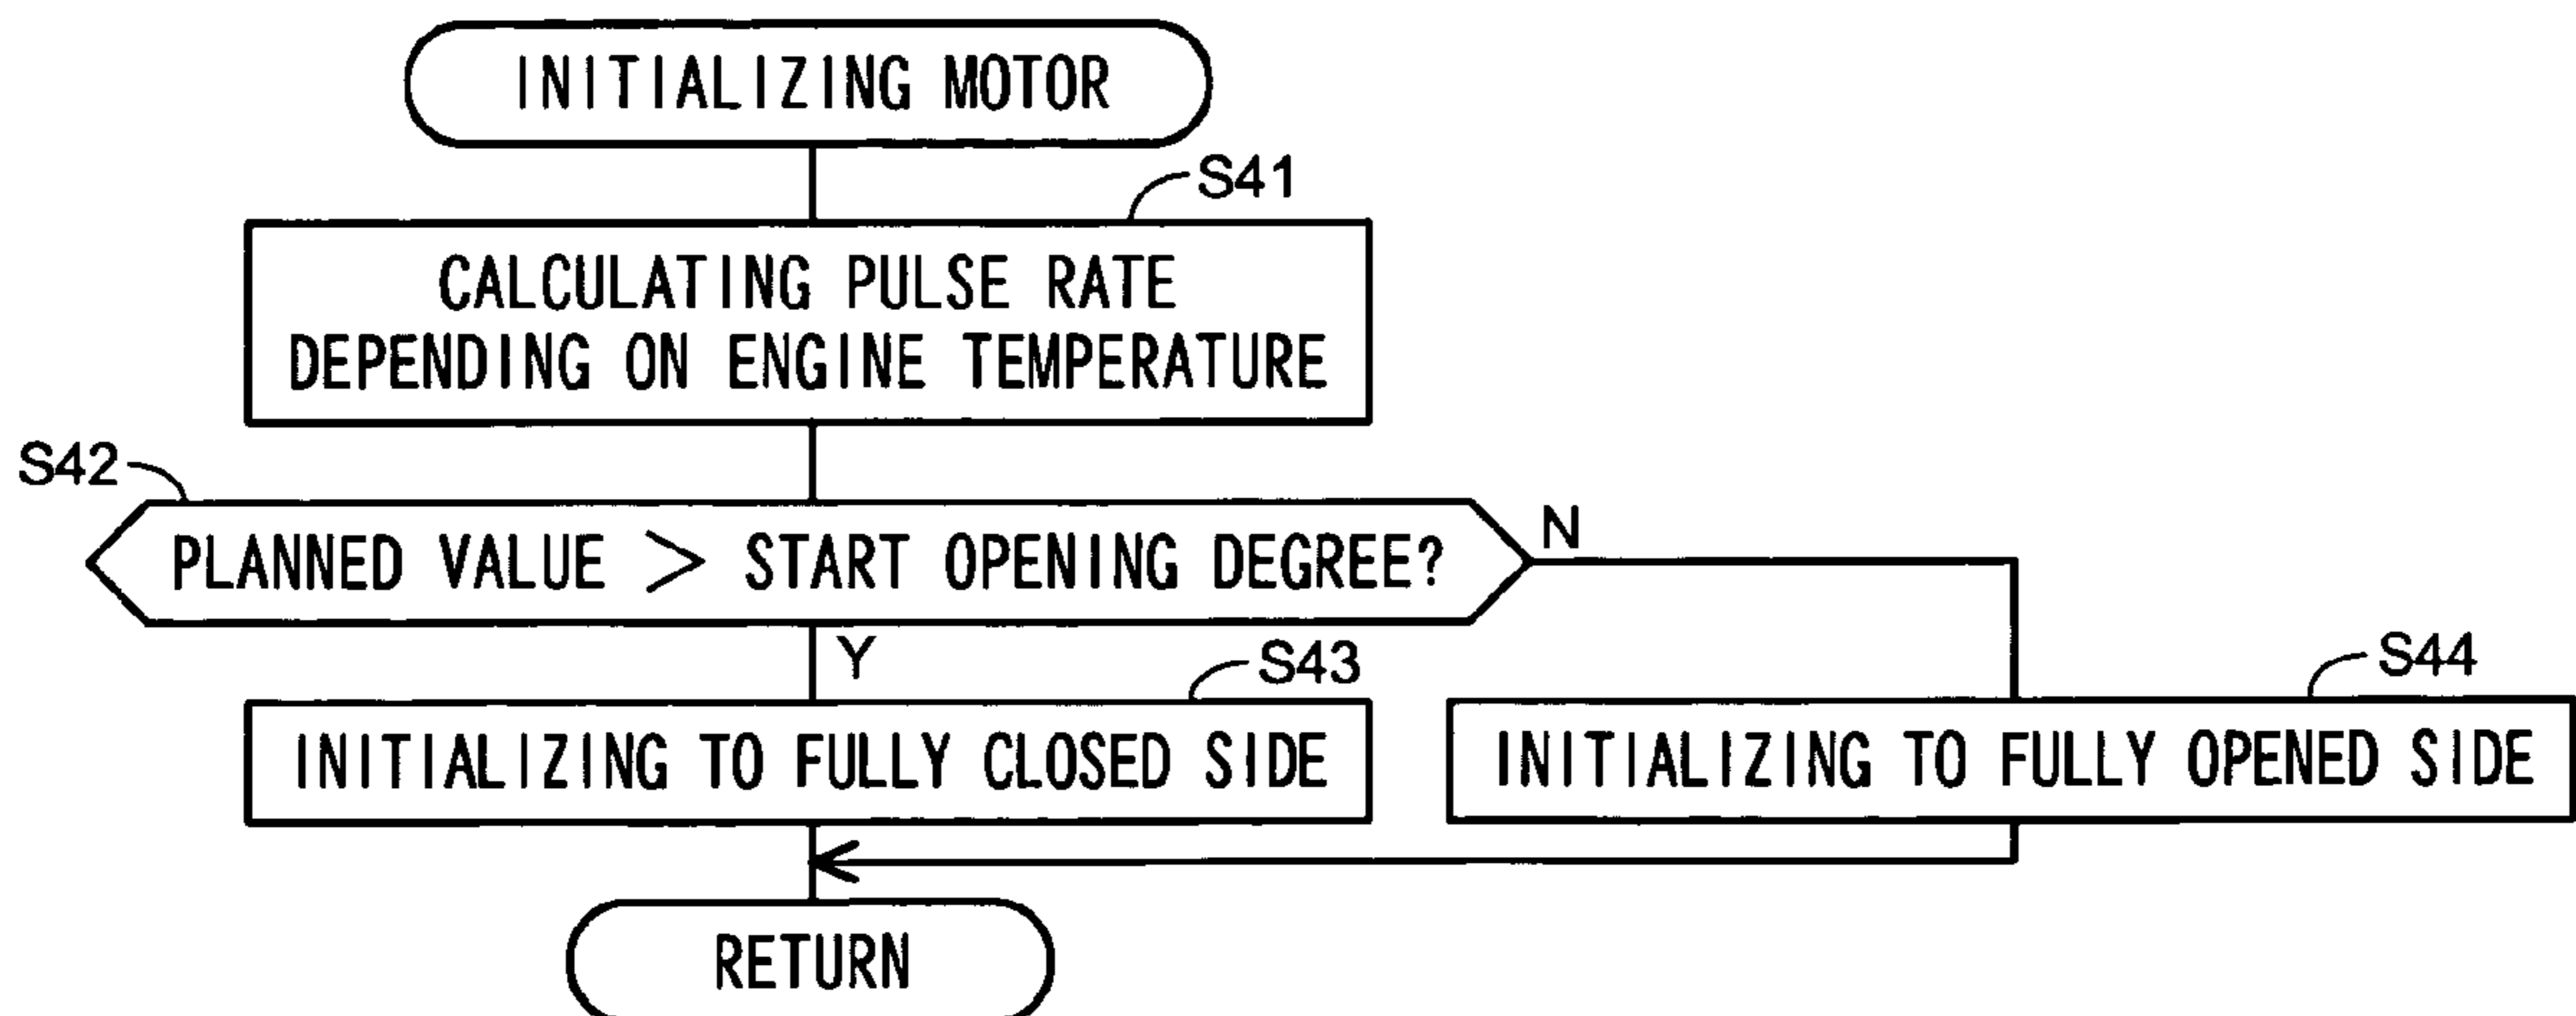 INITIALIZING MOTOR
S41
CALCULATING PULSE RATE
DEPENDING ON ENGINE TEMPERATURE
S42
PLANNED VALUE > START OPENING DEGREE?
N
Y
S43
INITIALIZING TO FULLY CLOSED SIDE
S44
INITIALIZING TO FULLY OPENED SIDE
RETURN